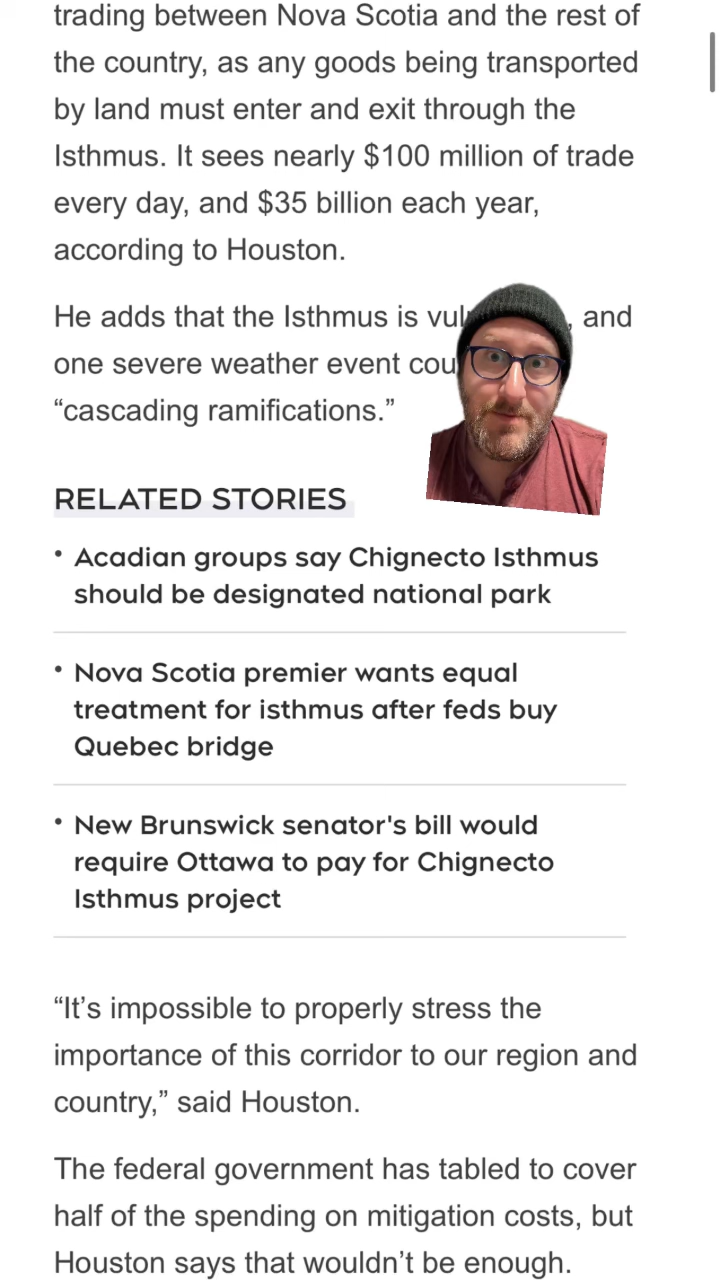 trading between Nova Scotia and the rest of
the country, as any goods being transported
by land must enter and exit through the
Isthmus. It sees nearly $100 million of trade
every day, and $35 billion each year,
according to Houston.
He adds that the Isthmus is , and
one severe weather event
“cascading ramifications.”
RELATED STORIES
• Acadian groups say Chignecto Isthmus
should be designated national park
• Nova Scotia premier wants equal
treatment for isthmus after feds buy
Quebec bridge
• New Brunswick senator's bill would
require Ottawa to pay for Chignecto
Isthmus project
“It’s impossible to properly stress the
importance of this corridor to our region and
country,” said Houston.
The federal government has tabled to cover
half of the spending on mitigation costs, but
Houston says that wouldn’t be enough.